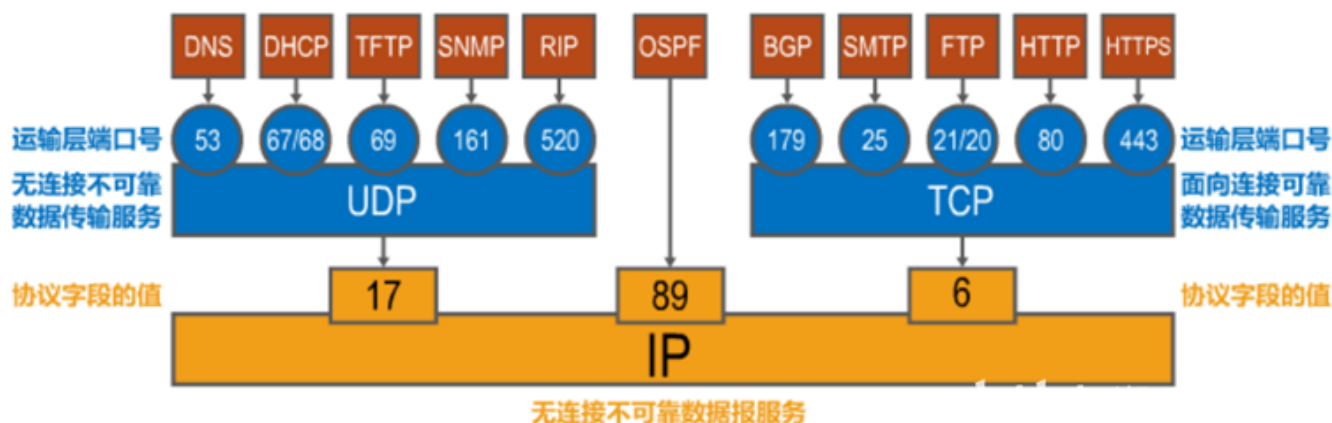 DNS DHCP TFTP SNMP RIP OSPF BGP SMTP FTP HTTP HTTPS
运输层端口号 53 67/68 69 161 520 179 25 21/20 80 443 运输层端口号
无连接不可靠
数据传输服务
UDP
TCP
面向连接可靠
数据传输服务
协议字段的值 17 89 6 协议字段的值
IP
无连接不可靠数据报服务